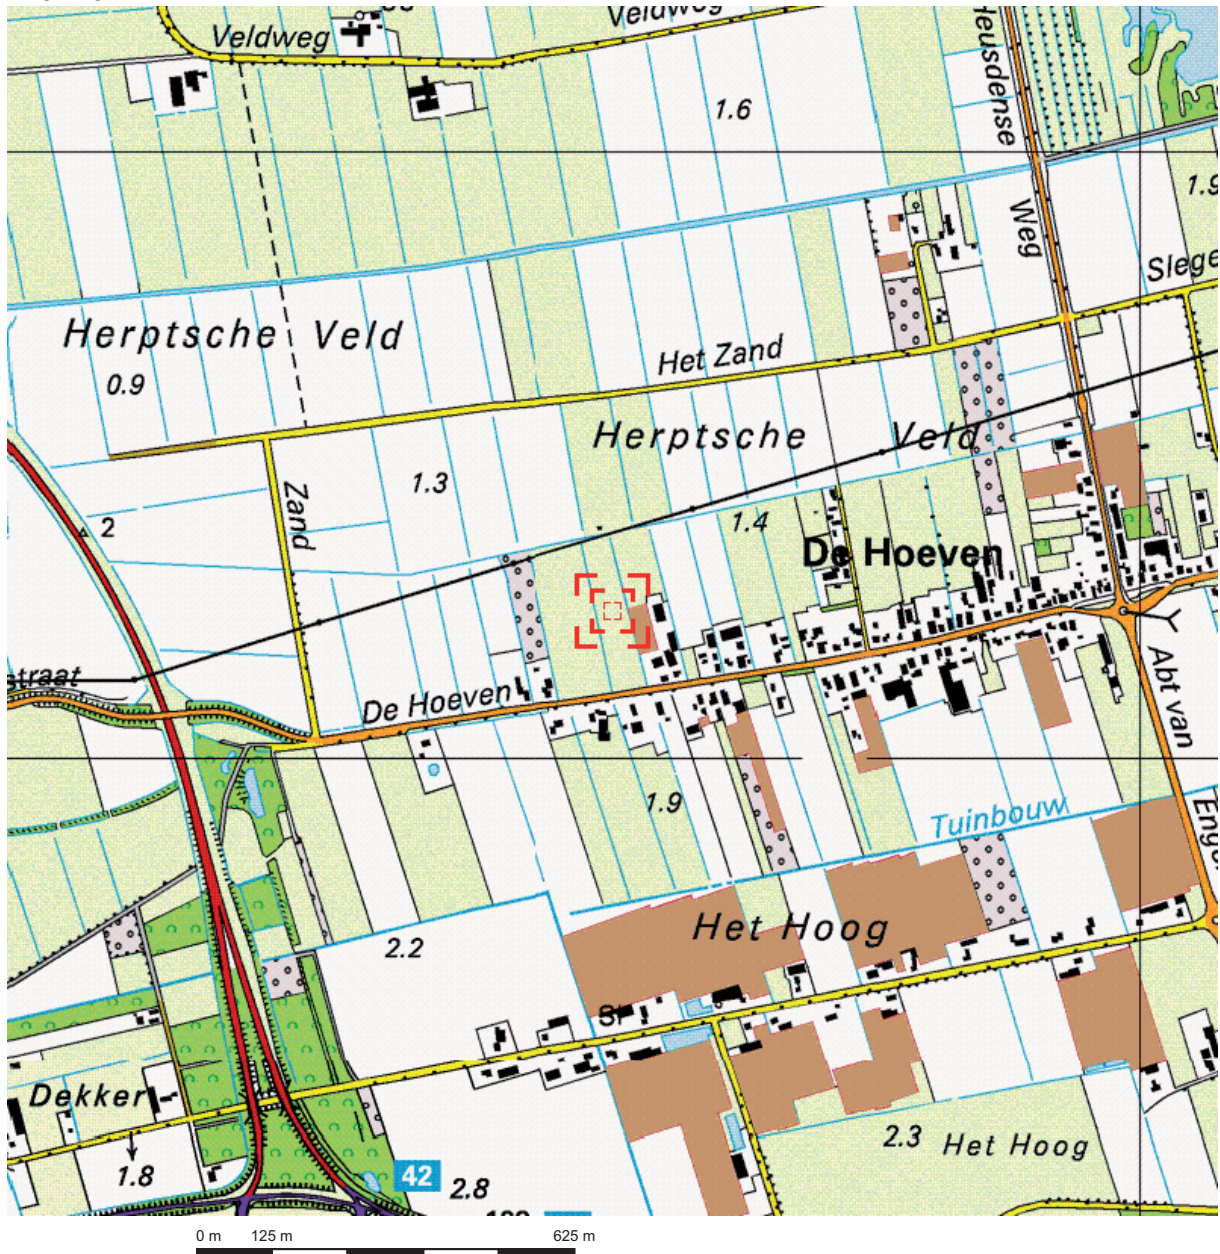 Veldweg
Veldweg
Heusdense
1.6
1.9
Weg
Slege
Herptsche Veld
Het Zand
0.9
Herptsche Veld
1.3
Zand
2
1.4
De Hoeven
straat
De Hoeven
Abt van
1.9
Tuinbouw
Engel
Het Hoog
2.2
St
Dekker
2.3 Het Hoog
1.8
42
2.8
0 m 125 m 625 m